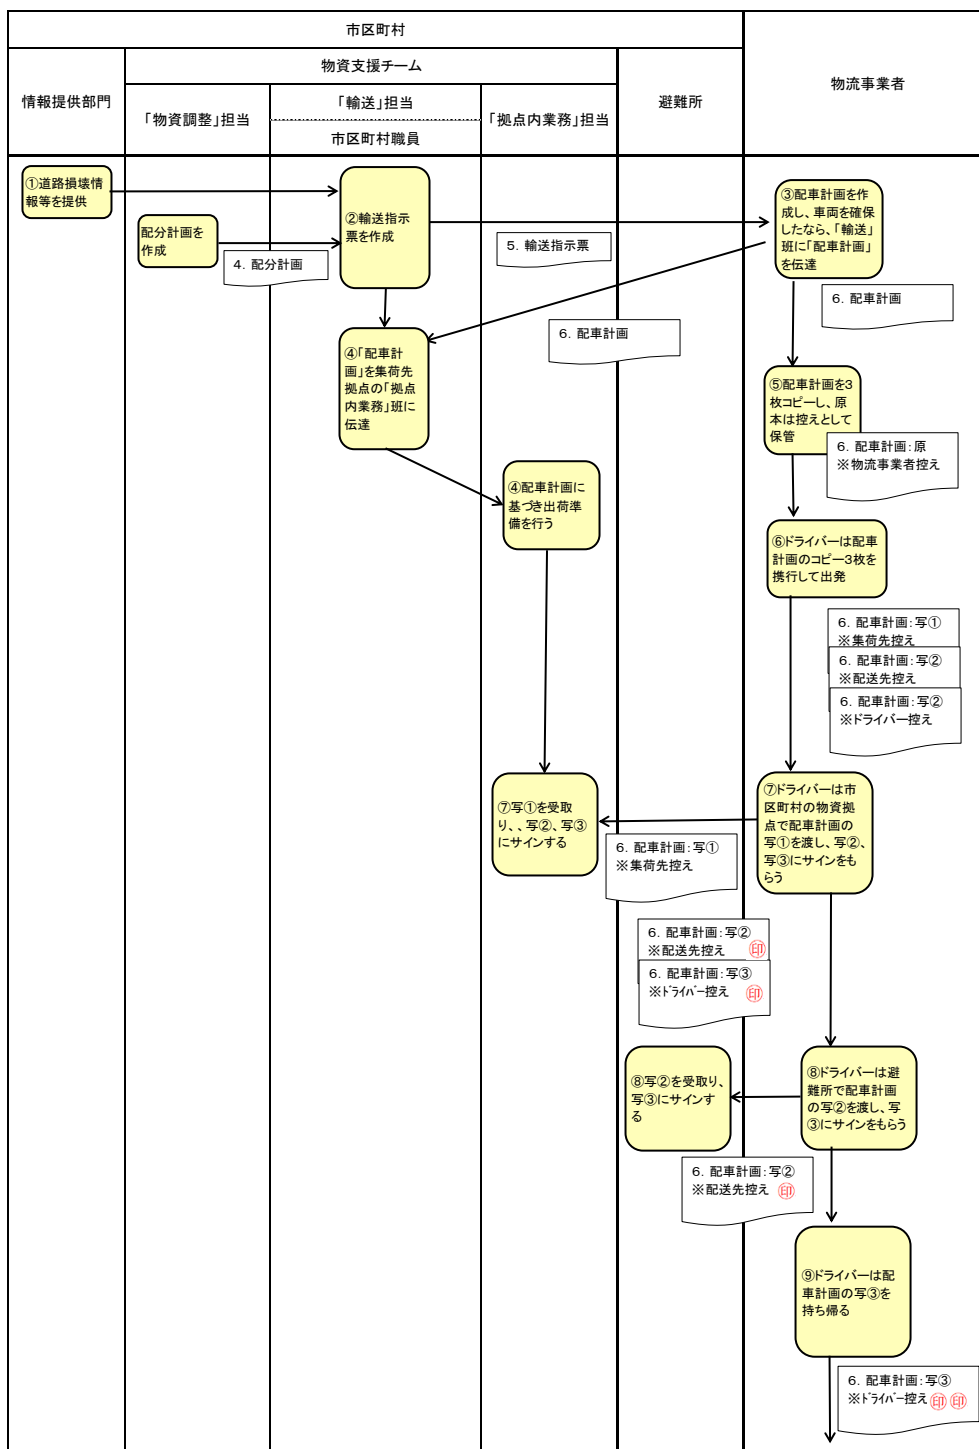 市区町村
物資支援チーム
情報提供部門
「物資調整」担当
「輸送」担当
市区町村職員
「拠点内業務」担当
避難所
物流事業者
①道路損壊情
報等を提供
配分計画を
作成
4．配分計画
②輸送指示
票を作成
5．輸送指示票
③配車計画を作
成し、車両を確保
したなら、「輸送」
班に「配車計画」
を伝達
6．配車計画
6．配車計画
④「配車計
画」を集荷先
拠点の「拠点
内業務」班に
伝達
⑤配車計画を3
枚コピーし、原
本は控えとして
保管
6．配車計画：原
※物流事業者控え
④配車計画に
基づき出荷準
備を行う
⑥ドライバーは配車
計画のコピー3枚を
携行して出発
6．配車計画：写①
※集荷先控え
6．配車計画：写②
※配送先控え
6．配車計画：写②
※ドライバー控え
⑦写①を受取
り、、写②、写③
にサインする
⑦ドライバーは市
区町村の物資拠
点で配車計画の
写①を渡し、写②、
写③にサインをも
らう
6．配車計画：写①
※集荷先控え
6．配車計画：写②
※配送先控え 印
6．配車計画：写③
※ﾄﾞﾗｲﾊﾞｰ控え 印
⑧写②を受取り、
写③にサインす
る
⑧ドライバーは避
難所で配車計画
の写②を渡し、写
③にサインをもらう
6．配車計画：写②
※配送先控え 印
⑨ドライバーは配
車計画の写③を
持ち帰る
6．配車計画：写③
※ﾄﾞﾗｲﾊﾞｰ控え 印 印